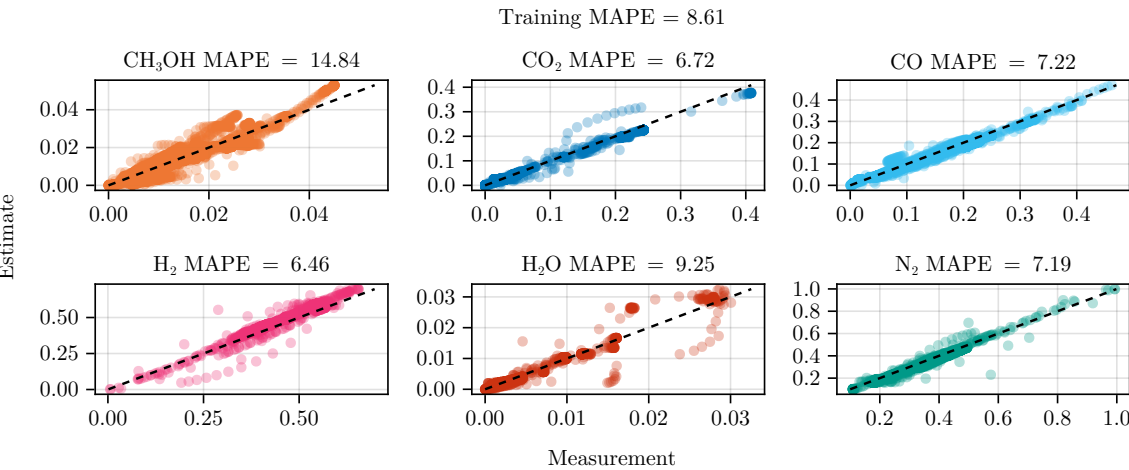 Training MAPE = 8.61
CH₃OH MAPE = 14.84
CO₂ MAPE = 6.72
CO MAPE = 7.22
0.04
0.02
0.00
0.00 0.02 0.04
0.4
0.3
0.2
0.1
0.0
0.0 0.1 0.2 0.3 0.4
0.4
0.3
0.2
0.1
0.0
0.0 0.1 0.2 0.3 0.4
Estimate
H₂ MAPE = 6.46
H₂O MAPE = 9.25
N₂ MAPE = 7.19
0.50
0.25
0.00
0.25 0.50
0.00
0.03
0.02
0.01
0.00
0.00 0.01 0.02 0.03
1.0
0.8
0.6
0.4
0.2
0.2 0.4 0.6 0.8 1.0
Measurement